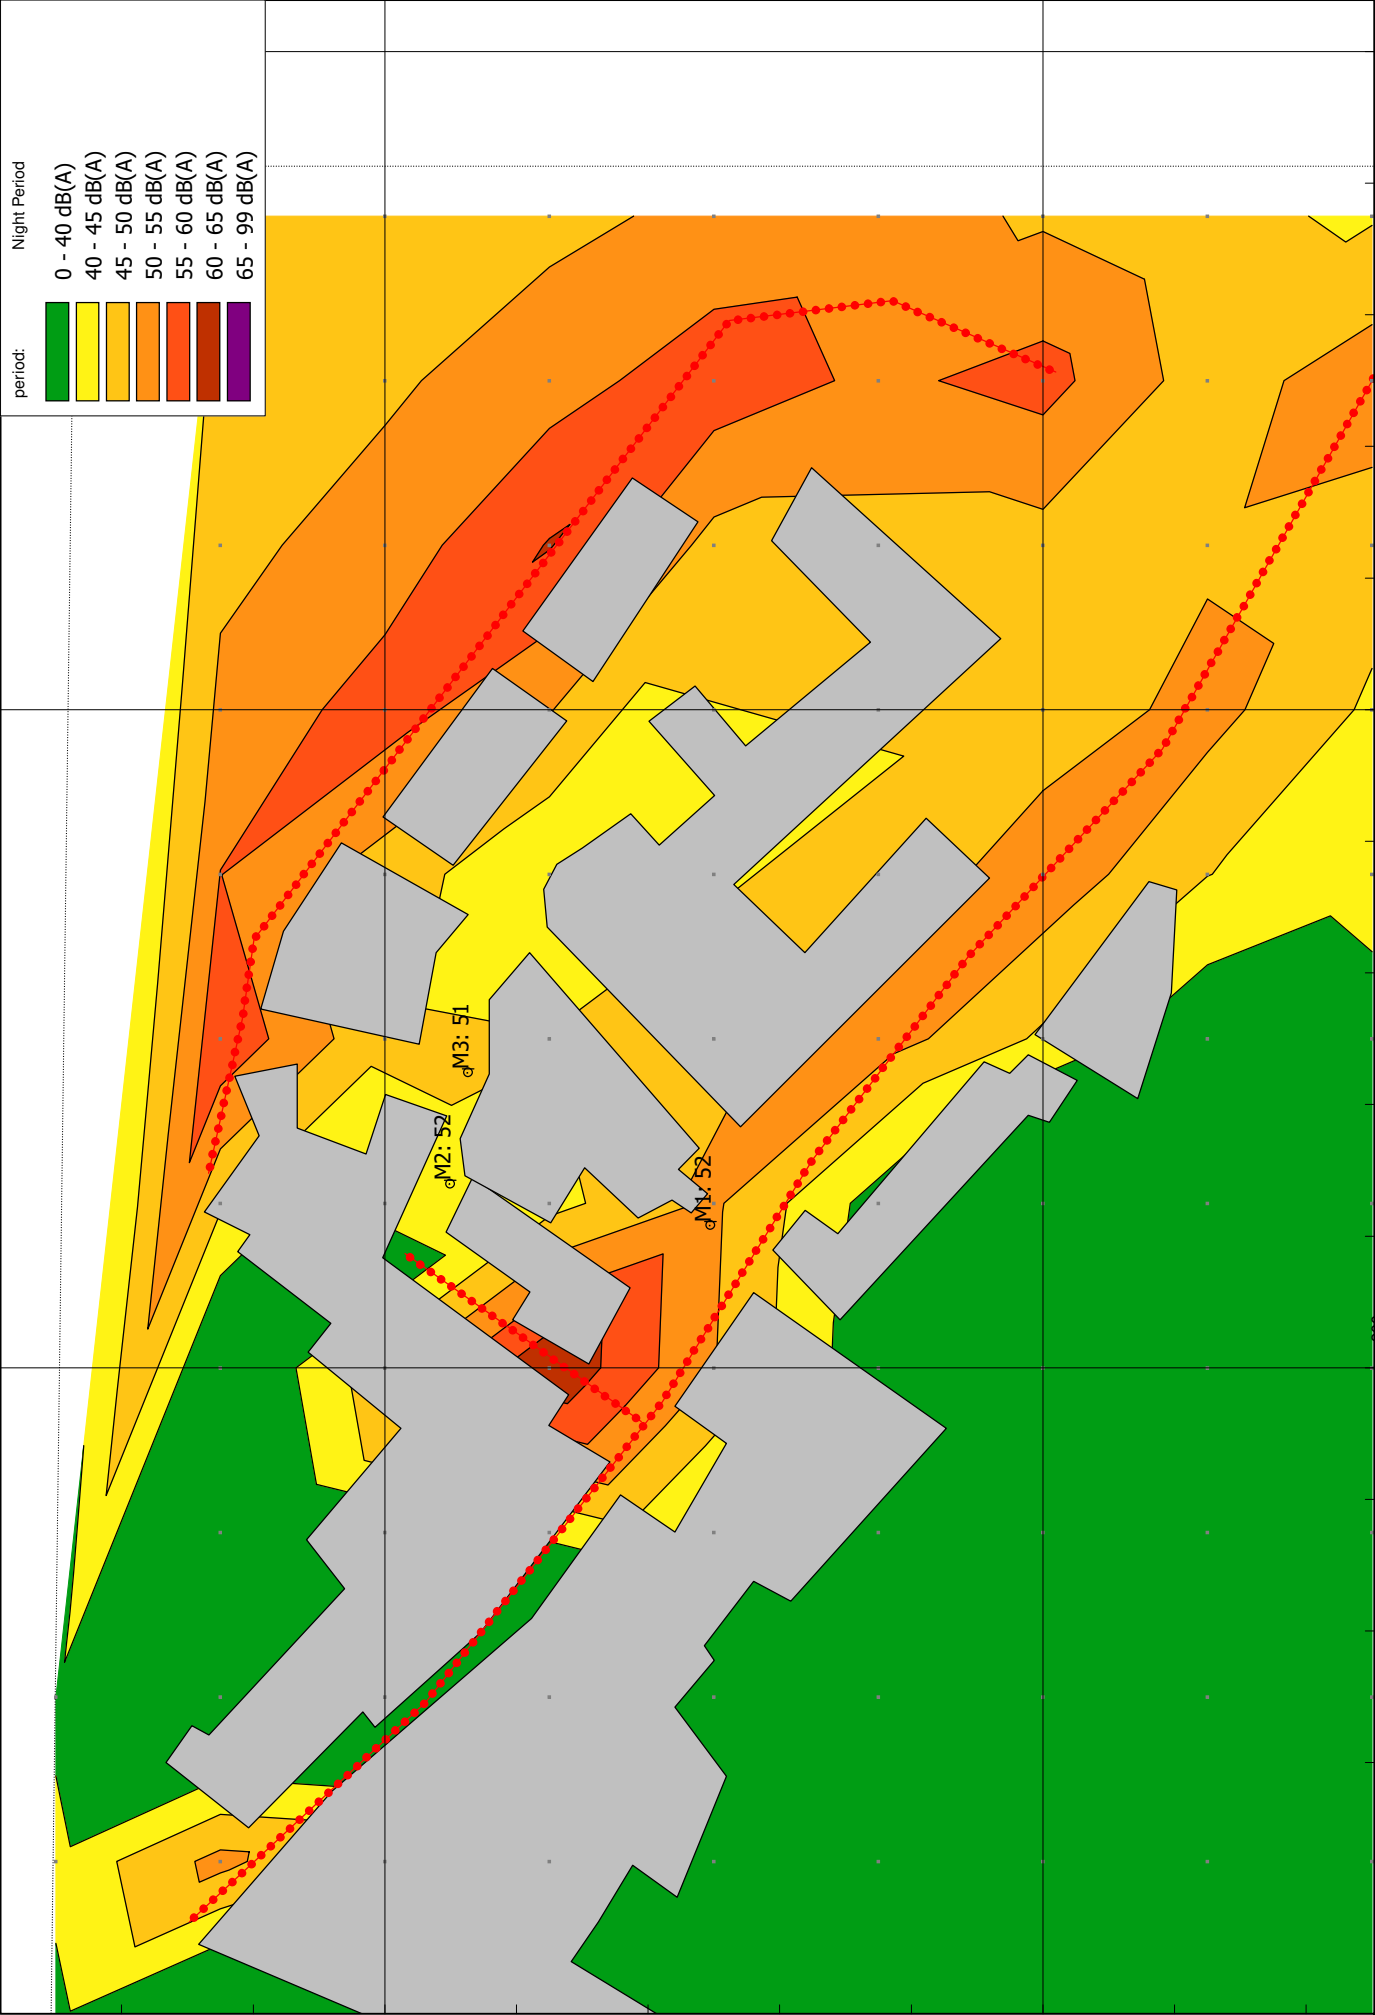 Night Period
period:
0 - 40 dB(A)
40 - 45 dB(A)
45 - 50 dB(A)
50 - 55 dB(A)
55 - 60 dB(A)
60 - 65 dB(A)
65 - 99 dB(A)
M3: 51
M2: 52
M1: 52